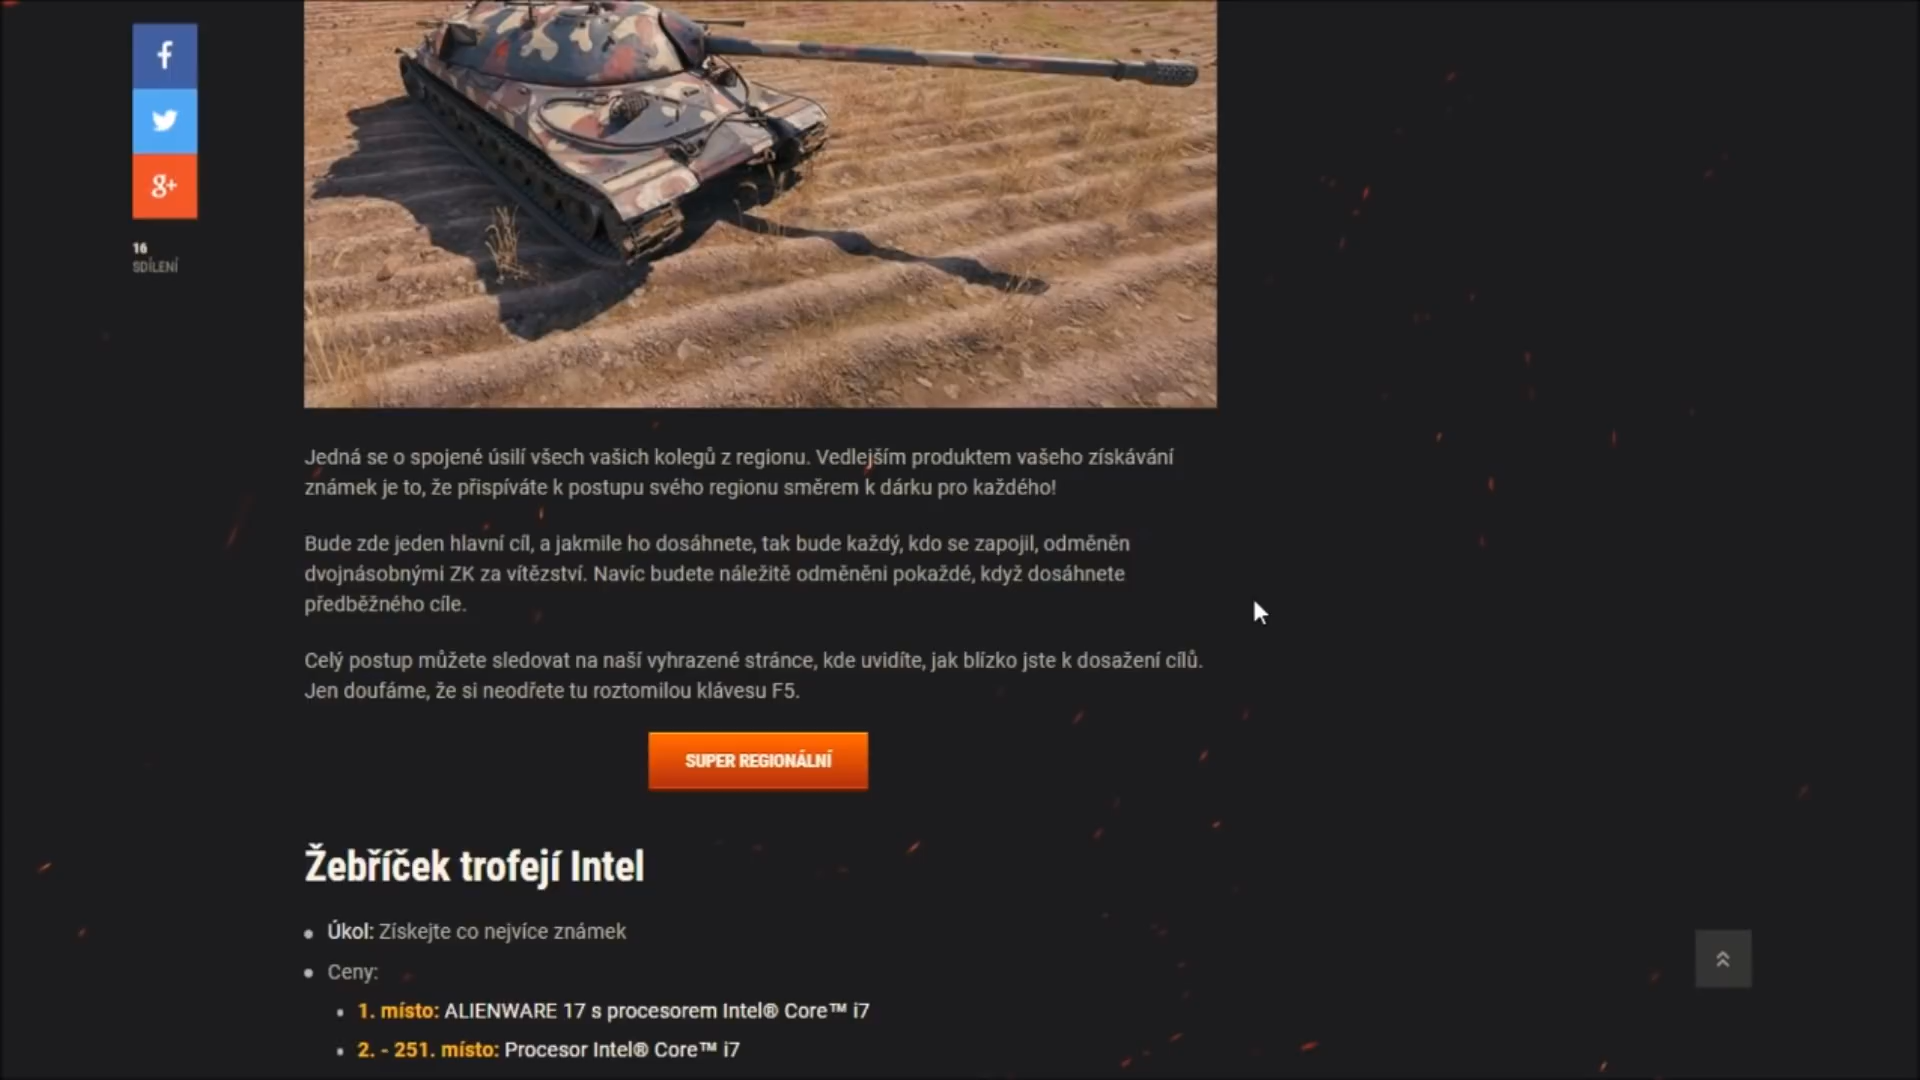 16
SDÍLENÍ
Jedná se o spojené úsilí všech vašich kolegů z regionu. Vedlejším produktem vašeho získávání
známek je to, že přispíváte k postupu svého regionu směrem k dárku pro každého!
Bude zde jeden hlavní cíl, a jakmile ho dosáhnete, tak bude každý, kdo se zapojil, odměněn
dvojnásobnými ZK za vítězství. Navíc budete náležitě odměněni pokaždé, když dosáhnete
předběžného cíle.
Celý postup můžete sledovat na naší vyhrazené stránce, kde uvidíte, jak blízko jste k dosažení cílů.
Jen doufáme, že si neodřete tu roztomilou klávesu F5.
SUPER REGIONÁLNÍ
Žebříček trofejí Intel
Úkol: Získejte co nejvíce známek
Ceny:
1. místo: ALIENWARE 17 s procesorem Intel® Core™ i7
2. - 251. místo: Procesor Intel® Core™ i7